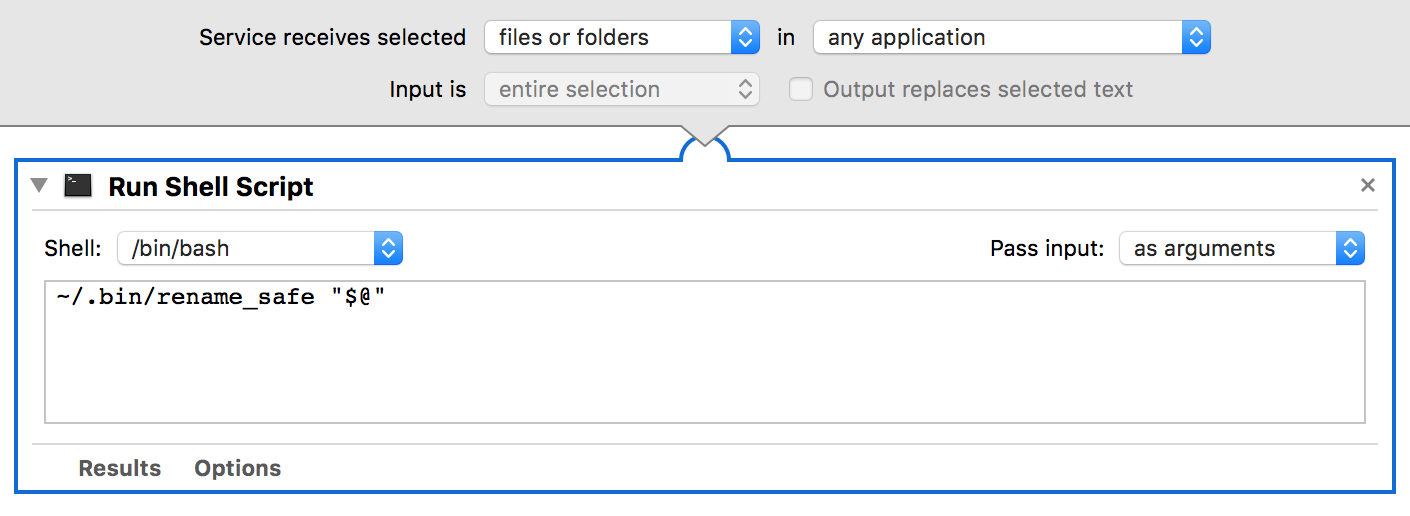 Service receives selected files or folders in any application
Input is entire selection Output replaces selected text
Run Shell Script
Shell: /bin/bash Pass input: as arguments
~/.bin/rename_safe "$@"
Results Options